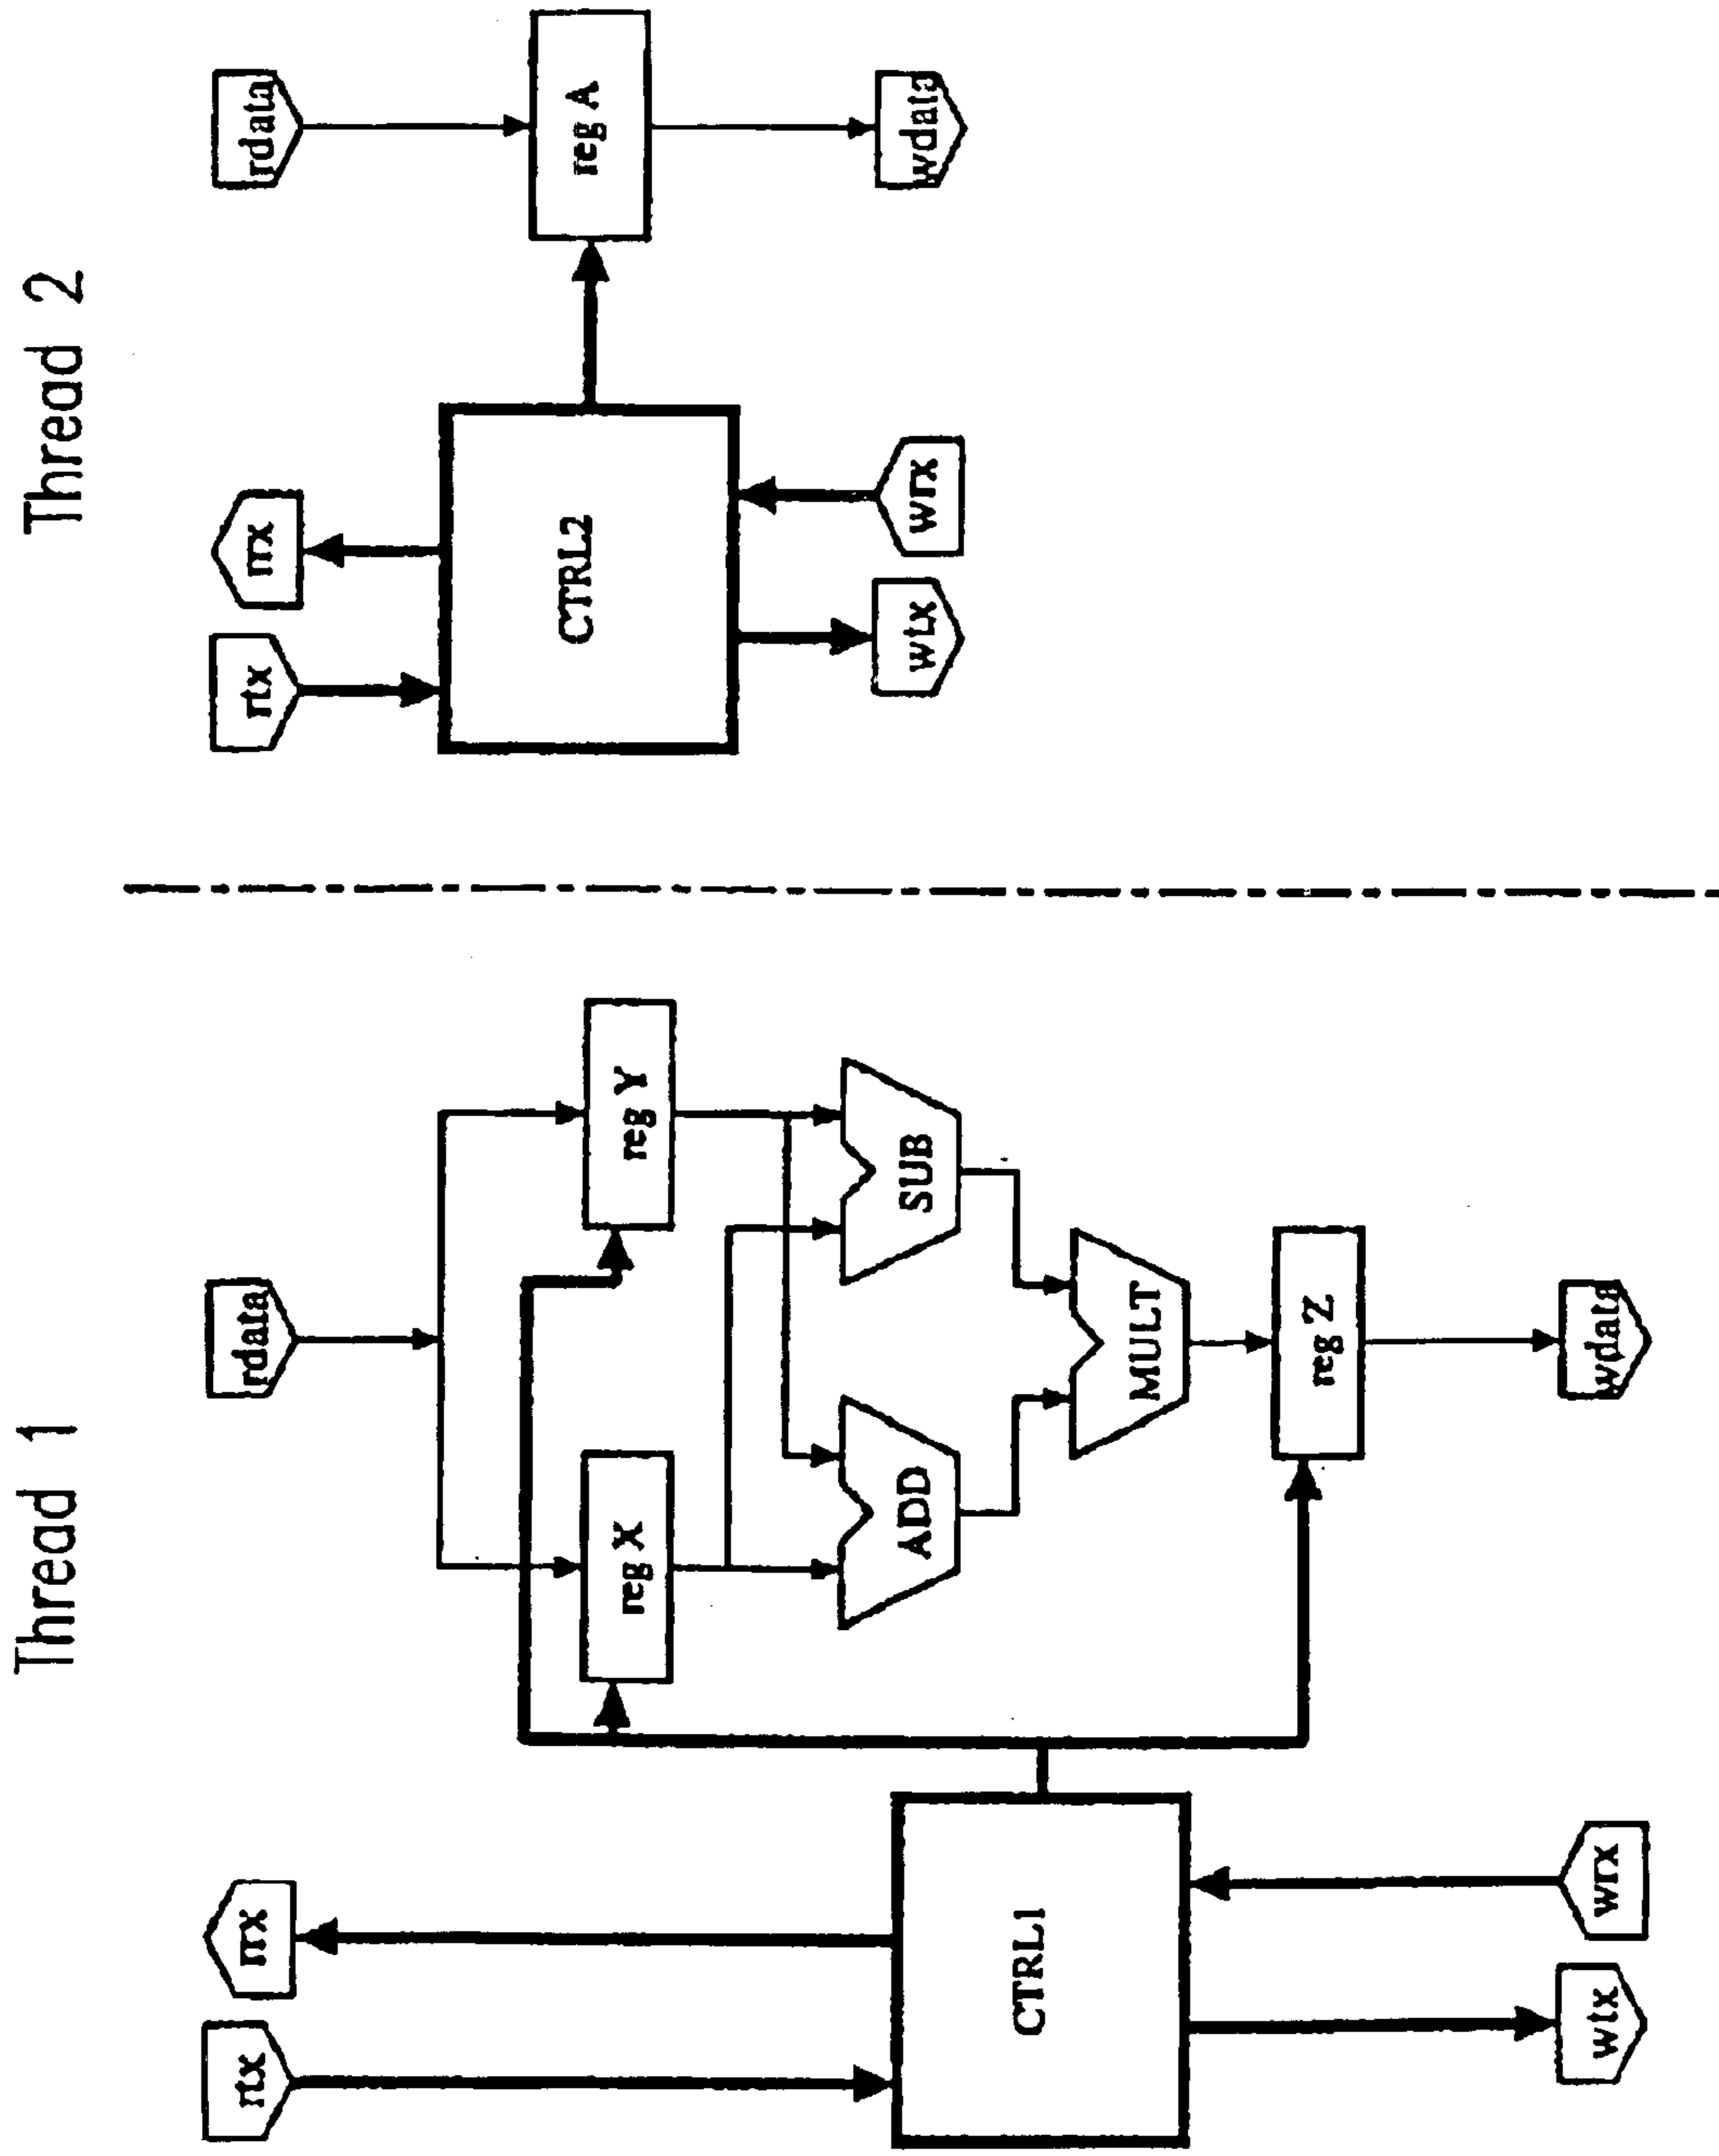 Thread 1
rtx
rrx
rdata
reg X
reg Y
ADD
SUB
CTRL1
MULT
reg Z
wtx
wrx
wdata
Thread 2
rtx
rrx
rdata
CTRL2
reg A
wtx
wrx
wdata